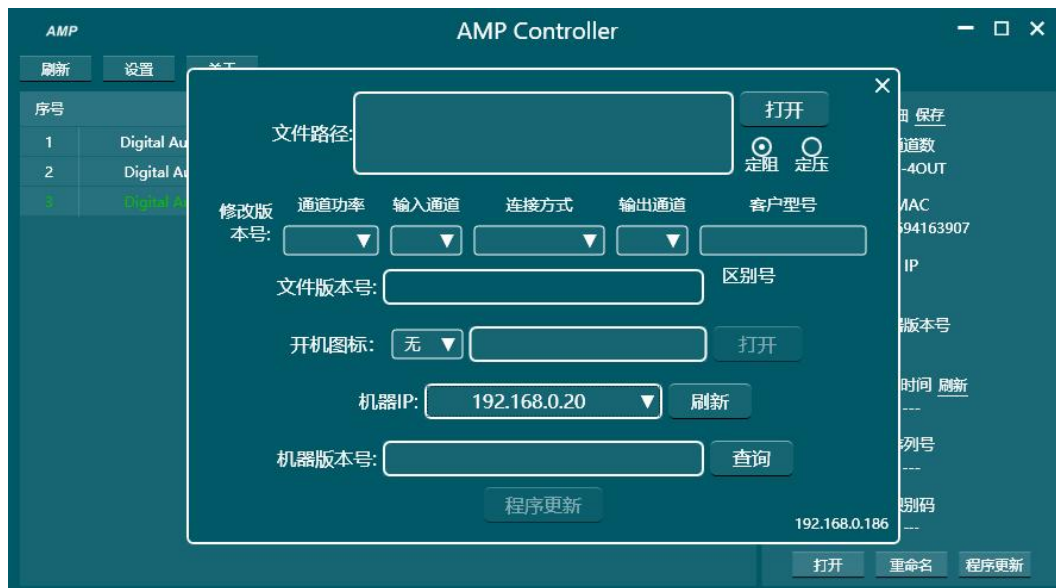 AMP
AMP Controller
刷新 设置
序号
1 Digital Au
2 Digital
3 Digital
文件路径:
打开
定阻 定压
修改版本号:
通道功率 输入通道 连接方式 输出通道 客户型号
文件版本号:
区别号
开机图标: 无 打开
机器IP: 192.168.0.20 刷新
机器版本号: 查询
程序更新
192.168.0.186
保存
道数
-4OUT
MAC
594163907
IP
版本号
时间 刷新
---
列号
---
别码
---
打开 重命名 程序更新